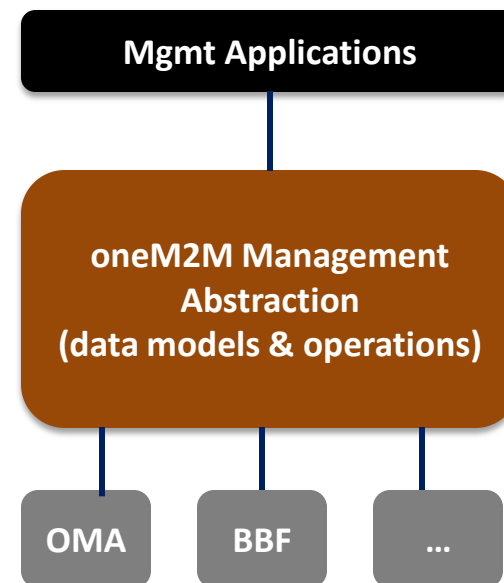 Mgmt Applications
oneM2M Management
Abstraction
(data models & operations)
OMA
BBF
...